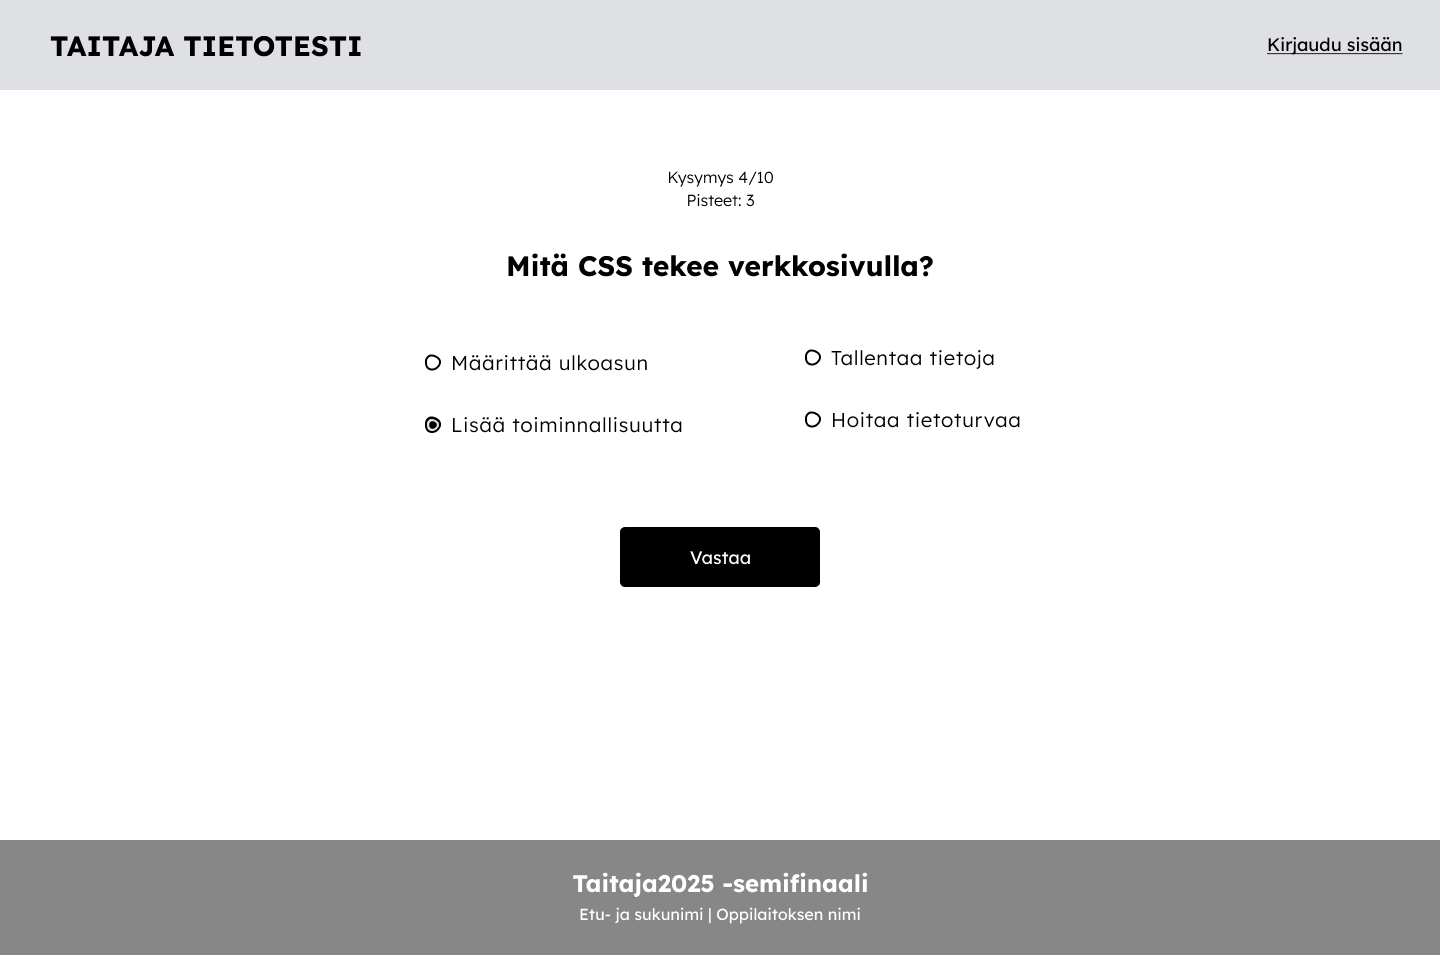 TAITAJA TIETOTESTI
Kirjaudu sisään
Kysymys 4/10
Pisteet: 3
Mitä CSS tekee verkkosivulla?
Määrittää ulkoasun
Tallentaa tietoja
Lisää toiminnallisuutta
Hoitaa tietoturvaa
Vastaa
Taitaja2025 -semifinaali
Etu- ja sukunimi | Oppilaitoksen nimi